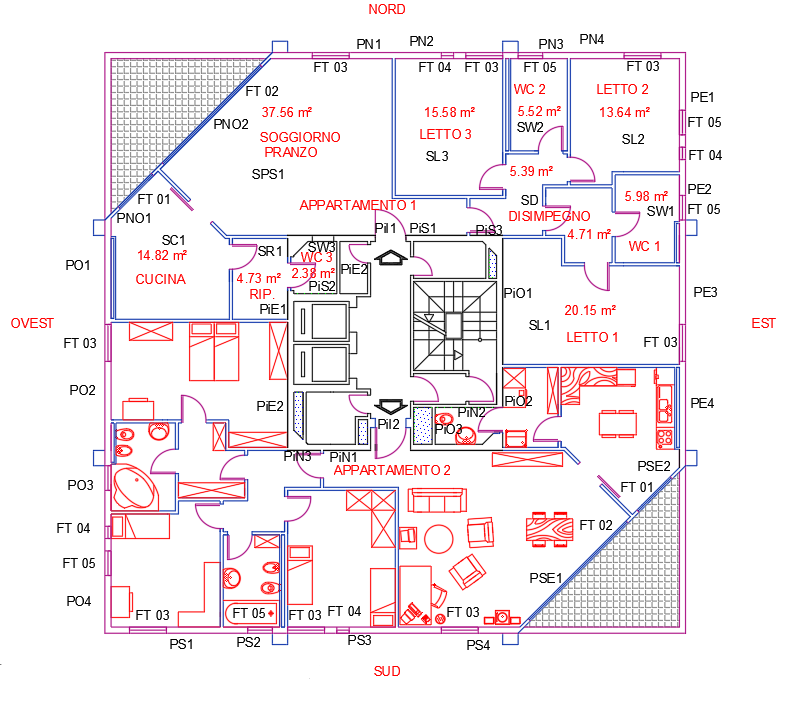 NORD
PN1
PN2
PN3
PN4
FT 03
FT 04
FT 03
FT 05
FT 03
FT 02
WC 2
LETTO 2
PE1
37.56 m²
15.58 m²
5.52 m²
13.64 m²
FT 05
PNO2
SOGGIORNO
PRANZO
LETTO 3
SW2
SL2
SL3
FT 04
SPS1
5.39 m²
PE2
FT 01
APPARTAMENTO 1
SD
5.98 m²
SW1
FT 05
PNO1
DISIMPEGNO
PiI1
PiS1
PiS3
4.71 m²
WC 1
SC1
SW3
14.82 m²
SR1
WC 3
PO1
CUCINA
4.73 m²
2.38 m²
PiE2
RIP.
PiS2
PiO1
PE3
PiE1
20.15 m²
OVEST
SL1
LETTO 1
EST
FT 03
FT 03
PO2
PiE2
PiO2
PE4
PiN2
PiI2
PiO3
PiN3
PiN1
APPARTAMENTO 2
PSE2
PO3
FT 01
FT 04
FT 02
FT 05
PSE1
PO4
FT 03
FT 05
FT 03
FT 04
FT 03
PS1
PS2
PS3
PS4
SUD